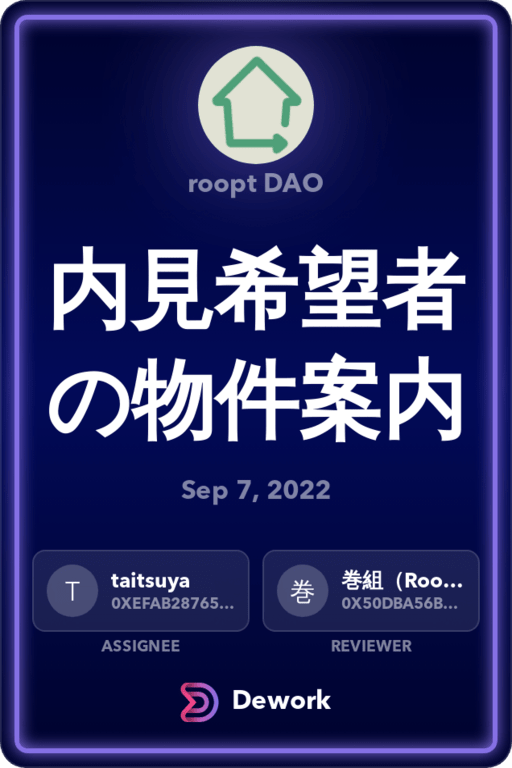 roopt DAO
内見希望者
の物件案内
Sep 7, 2022
T
taitsuya
0XEFAB28765...
巻
巻組（Roo...
0X50DBA56B...
ASSIGNEE
REVIEWER
Dework